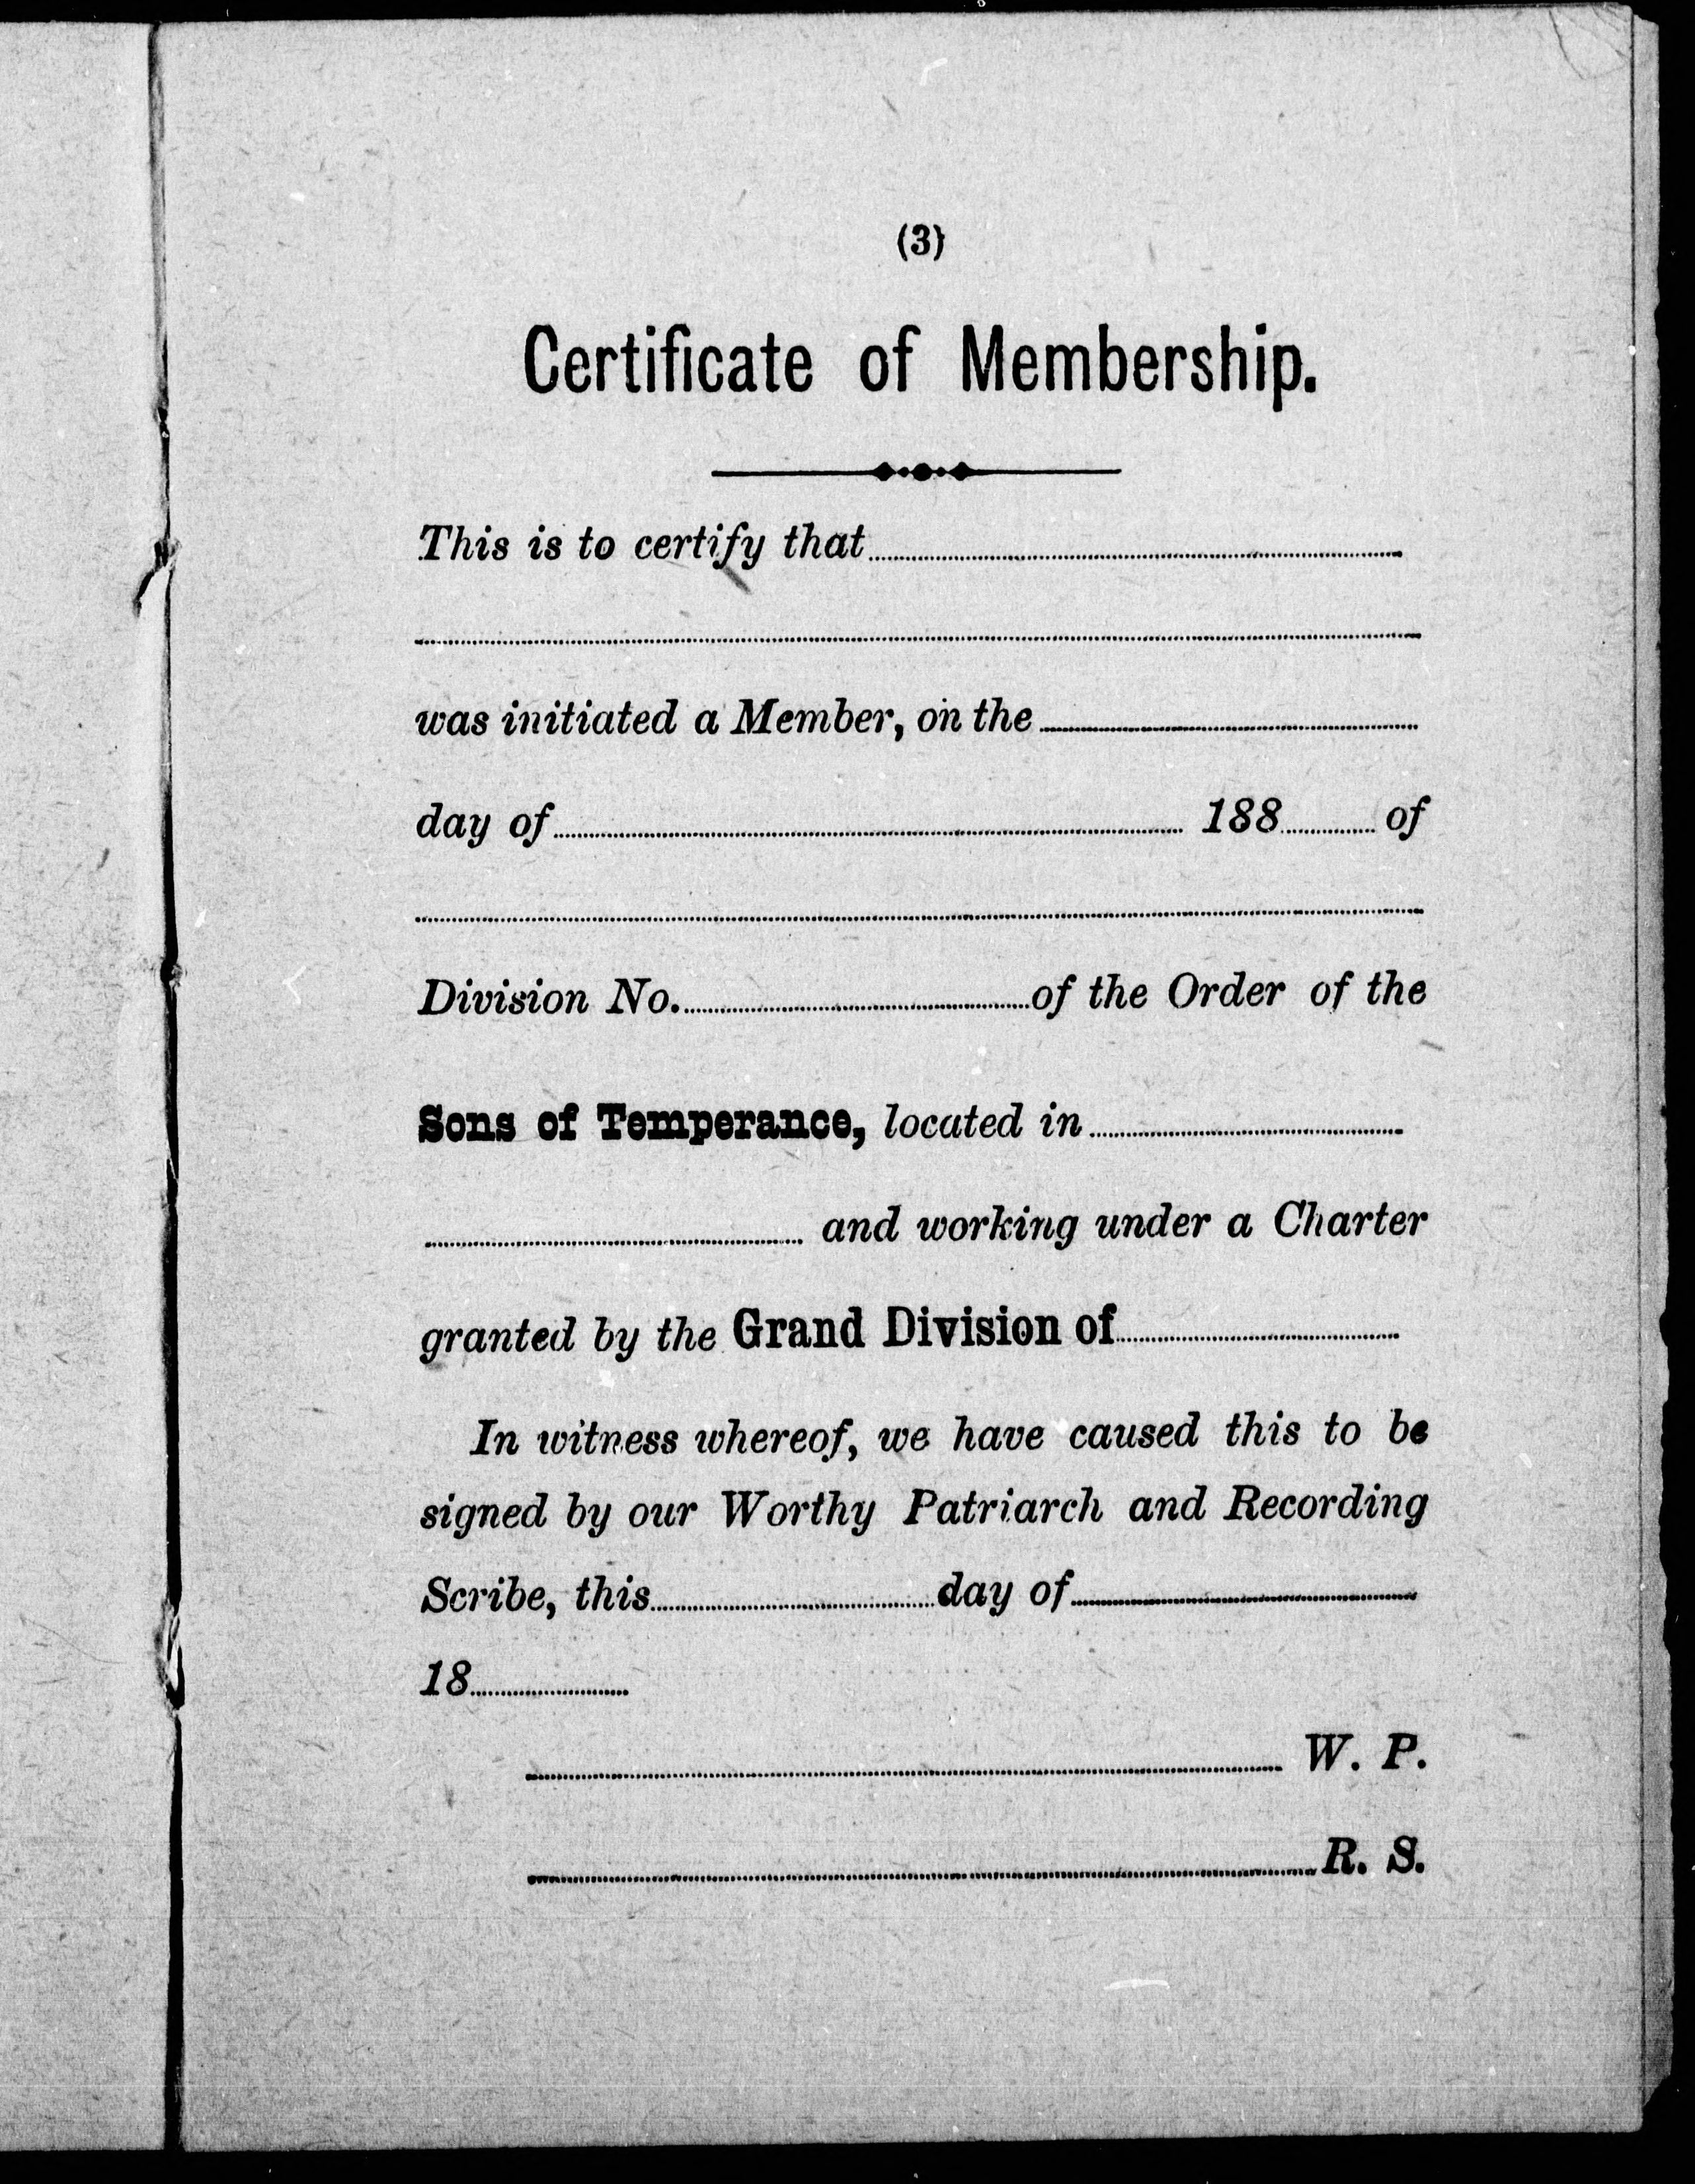 (3)
Certificate of Membership.
This is to certify that
was initiated a Member, on the
day of 188 of
Division No. of the Order of the
Sons of Temperance, located in
and working under a Charter
granted by the Grand Division of
In witness whereof, we have caused this to be
signed by our Worthy Patriarch and Recording
Scribe, this day of
18
W. P.
R. S.